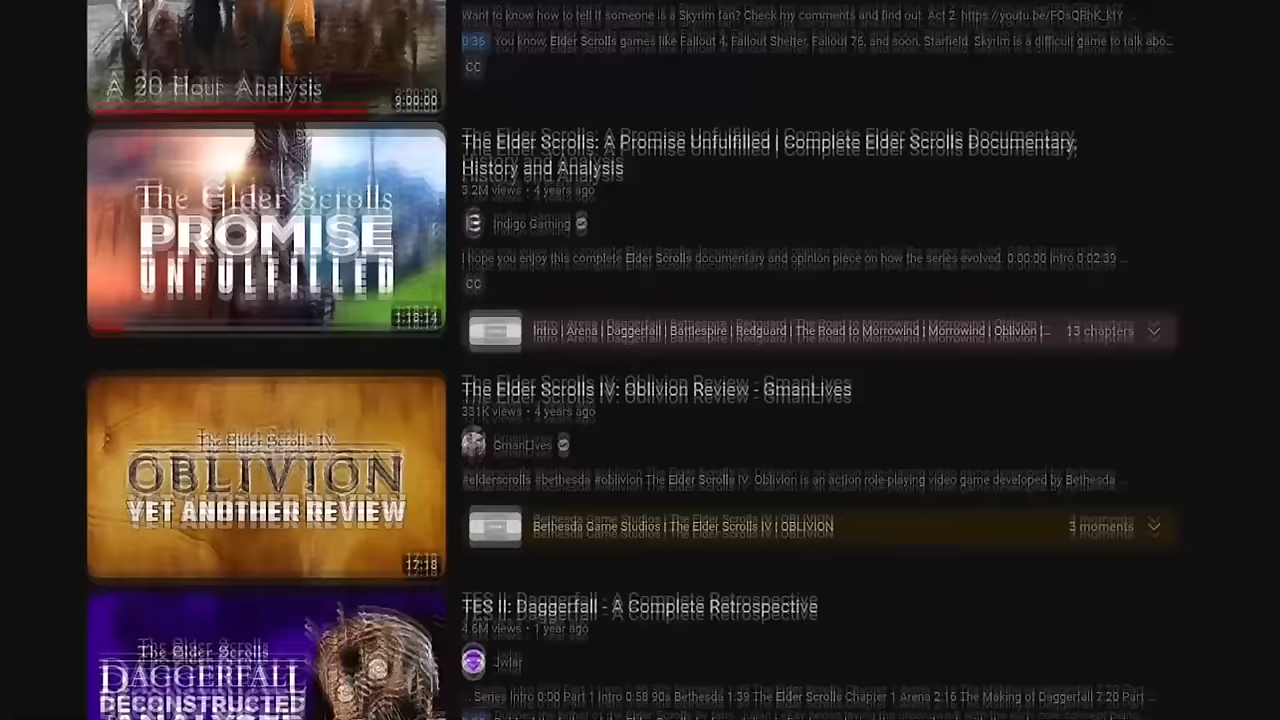 Want to know how to tell if someone is a Skyrim fan? Check my comments and find out. Act 2:
0:36 You know, Elder Scrolls games like Fallout 4, Fallout Shelter, Fallout 76, and soon, Starfield. Skyrim is a difficult game to talk abo...
CC
A 20 Hour Analysis
9:00:00
The Elder Scrolls
PROMISE
UNFULFILLED
1:18:14
The Elder Scrolls: A Promise Unfulfilled | Complete Elder Scrolls Documentary,
History and Analysis
3.2M views • 4 years ago
Indigo Gaming
I hope you enjoy this complete Elder Scrolls documentary and opinion piece on how the series evolved. 0:00:00 Intro 0:02:39 ...
CC
Intro | Arena | Daggerfall | Battlespire | Redguard | The Road to Morrowind | Morrowind | Oblivion |... 13 chapters
The Elder Scrolls IV
OBLIVION
YET ANOTHER REVIEW
17:18
The Elder Scrolls IV: Oblivion Review - GmanLives
331K views • 4 years ago
GmanLives
#elderscrolls #bethesda #oblivion The Elder Scrolls IV: Oblivion is an action role-playing video game developed by Bethesda ...
Bethesda Game Studios | The Elder Scrolls IV | OBLIVION 3 moments
The Elder Scrolls
DAGGERFALL
DECONSTRUCTED
TES II: Daggerfall - A Complete Retrospective
4.6M views • 1 year ago
Jwlar
... Series Intro 0:00 Part 1 Intro 0:58 90s Bethesda 1:39 The Elder Scrolls Chapter 1 Arena 2:16 The Making of Daggerfall 7:20 Part ...